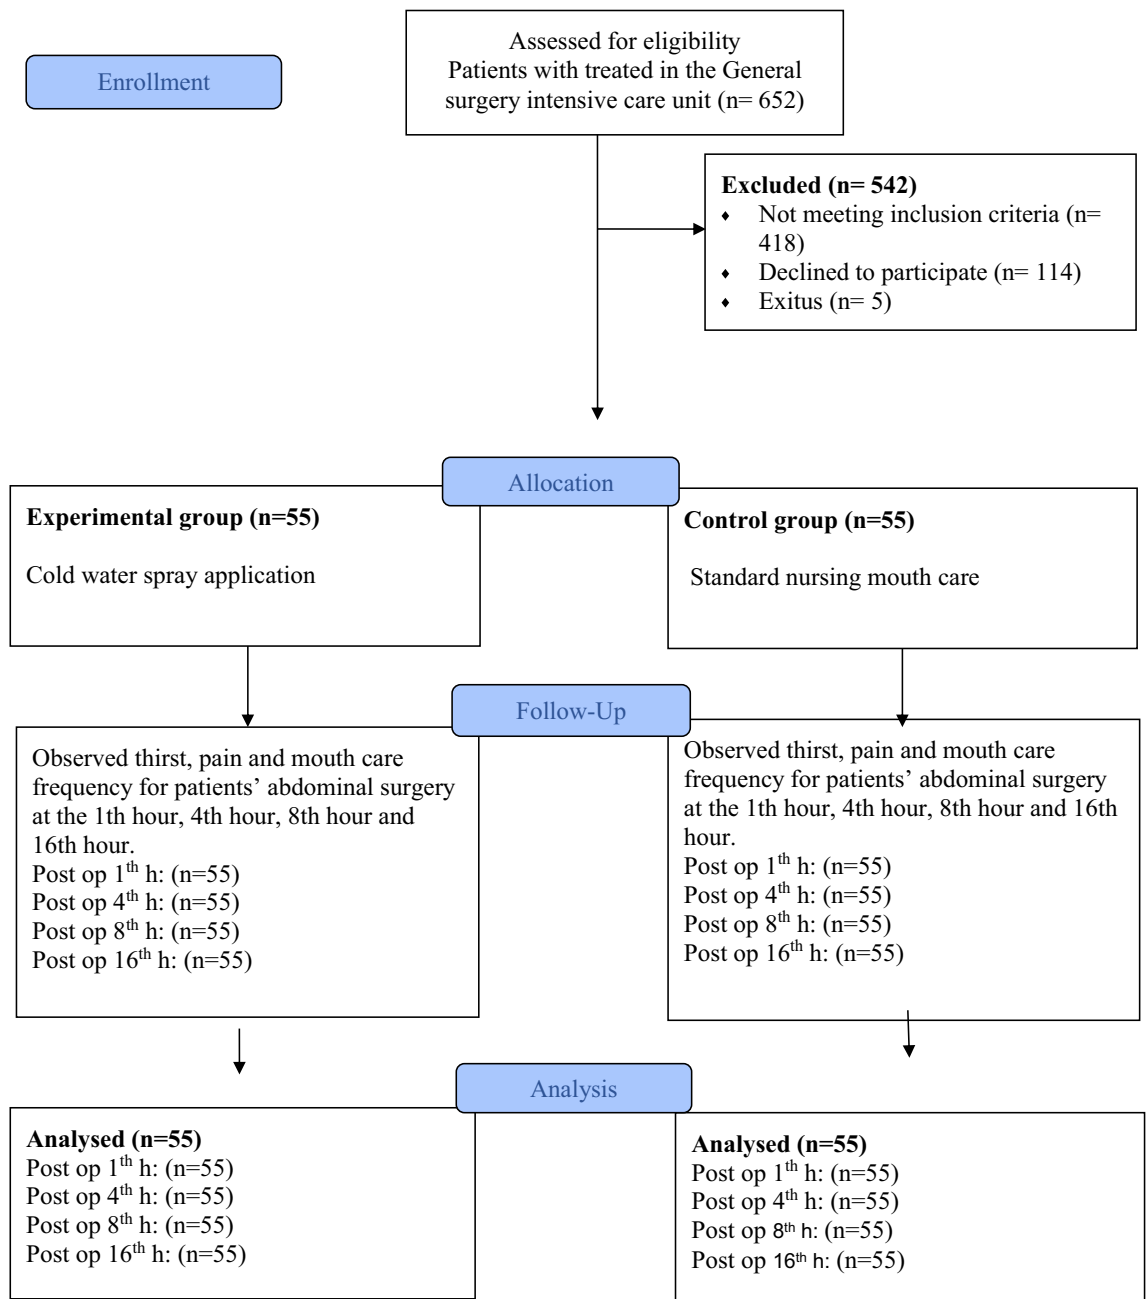 Enrollment
Assessed for eligibility
Patients with treated in the General
surgery intensive care unit (n= 652)
Excluded (n= 542)
♦ Not meeting inclusion criteria (n=
418)
♦ Declined to participate (n= 114)
♦ Exitus (n= 5)
Allocation
Experimental group (n=55)
Cold water spray application
Control group (n=55)
Standard nursing mouth care
Follow-Up
Observed thirst, pain and mouth care
frequency for patients’ abdominal surgery
at the 1th hour, 4th hour, 8th hour and
16th hour.
Post op 1th h: (n=55)
Post op 4th h: (n=55)
Post op 8th h: (n=55)
Post op 16th h: (n=55)
Observed thirst, pain and mouth care
frequency for patients’ abdominal surgery
at the 1th hour, 4th hour, 8th hour and 16th
hour.
Post op 1th h: (n=55)
Post op 4th h: (n=55)
Post op 8th h: (n=55)
Post op 16th h: (n=55)
Analysis
Analysed (n=55)
Post op 1th h: (n=55)
Post op 4th h: (n=55)
Post op 8th h: (n=55)
Post op 16th h: (n=55)
Analysed (n=55)
Post op 1th h: (n=55)
Post op 4th h: (n=55)
Post op 8th h: (n=55)
Post op 16th h: (n=55)